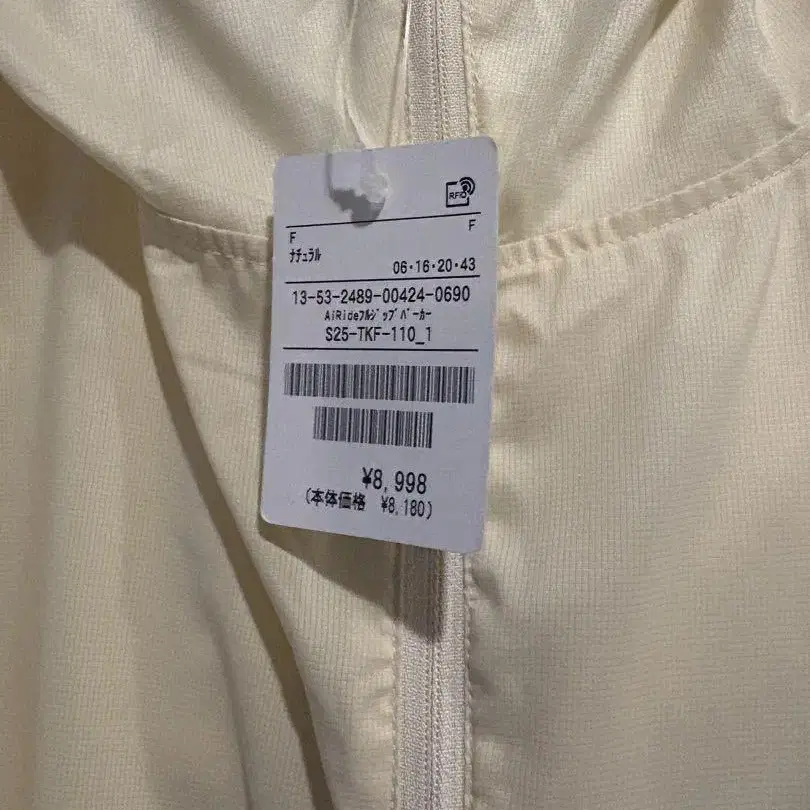 RFID
F F
ナチュラル
06・16・20・43
13-53-2489-00424-0690
AiRideﾌﾙｼﾞｯﾌﾟﾊﾟｰｶｰ
S25-TKF-110_1
¥8,998
(本体価格 ¥8,180)